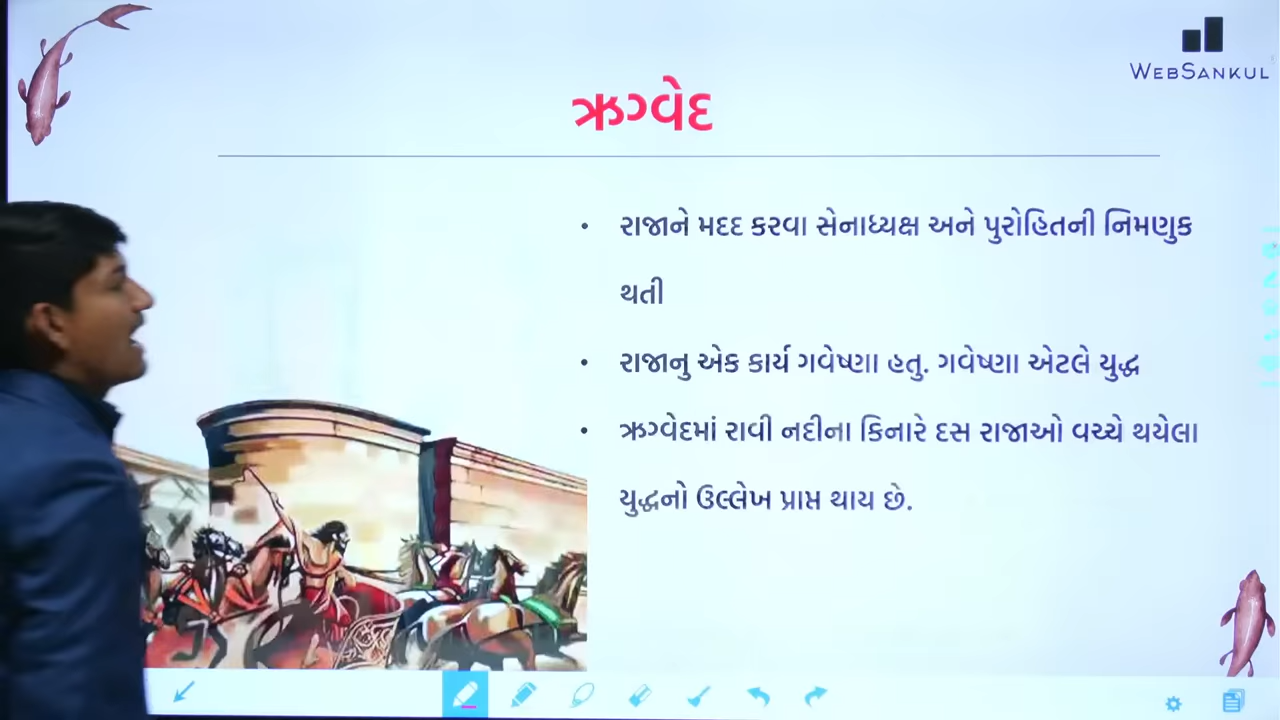 WEBSANKUL
ઋગ્વેદ
• રાજાને મદદ કરવા સેનાધ્યક્ષ અને પુરોહિતની નિમણુક
થતી
• રાજાનુ એક કાર્ય ગવેષ્ણા હતુ. ગવેષ્ણા એટલે યુદ્ધ
• ઋગ્વેદમાં રાવી નદીના કિનારે દસ રાજાઓ વચ્ચે થયેલા
યુદ્ધનો ઉલ્લેખ પ્રાપ્ત થાય છે.